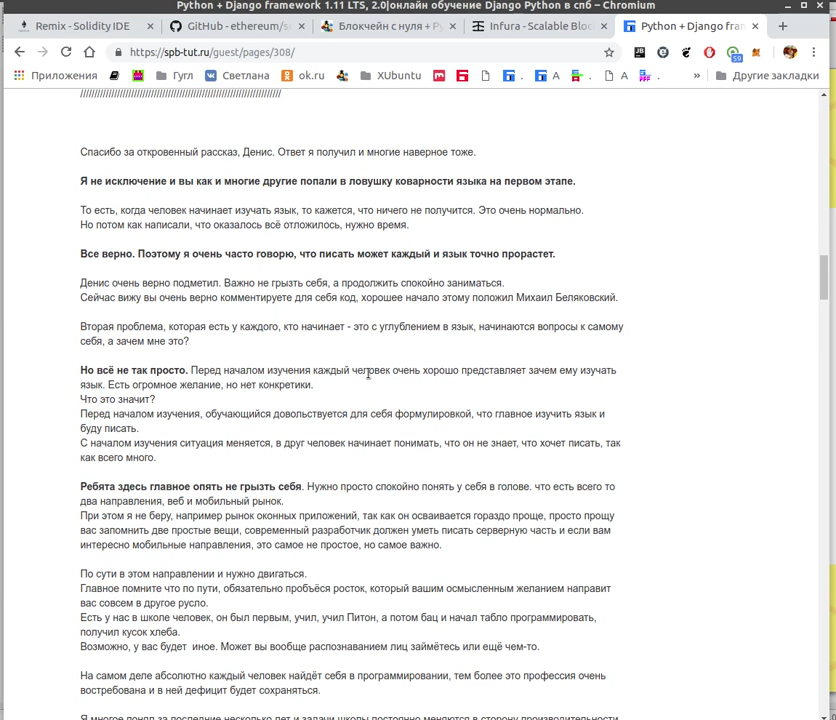 Python + Django framework 1.11 LTS, 2.0|онлайн обучение Django Python в спб – Chromium
Remix - Solidity IDE
GitHub - ethereum/s
Блокчейн с нуля + Py
Infura - Scalable Bloc
Python + Django fran
https://spb-tut.ru/guest/pages/308/
Приложения
Гугл
Светлана
ok.ru
XUbuntu
А
А
»
Другие закладки
59
////////////////////////////////////////////////////////////////////
Спасибо за откровенный рассказ, Денис. Ответ я получил и многие наверное тоже.
Я не исключение и вы как и многие другие попали в ловушку коварности языка на первом этапе.
То есть, когда человек начинает изучать язык, то кажется, что ничего не получится. Это очень нормально.
Но потом как написали, что оказалось всё отложилось, нужно время.
Все верно. Поэтому я очень часто говорю, что писать может каждый и язык точно прорастет.
Денис очень верно подметил. Важно не грызть себя, а продолжить спокойно заниматься.
Сейчас вижу вы очень верно комментируете для себя код, хорошее начало этому положил Михаил Беляковский.
Вторая проблема, которая есть у каждого, кто начинает - это с углублением в язык, начинаются вопросы к самому
себя, а зачем мне это?
Но всё не так просто. Перед началом изучения каждый человек очень хорошо представляет зачем ему изучать
язык. Есть огромное желание, но нет конкретики.
Что это значит?
Перед началом изучения, обучающийся довольствуется для себя формулировкой, что главное изучить язык и
буду писать.
С началом изучения ситуация меняется, в друг человек начинает понимать, что он не знает, что хочет писать, так
как всего много.
Ребята здесь главное опять не грызть себя. Нужно просто спокойно понять у себя в голове. что есть всего то
два направления, веб и мобильный рынок.
При этом я не беру, например рынок оконных приложений, так как он осваивается гораздо проще, просто прощу
вас запомнить две простые вещи, современный разработчик должен уметь писать серверную часть и если вам
интересно мобильные направления, это самое не простое, но самое важно.
По сути в этом направлении и нужно двигаться.
Главное помните что по пути, обязательно пробъёся росток, который вашим осмысленным желанием направит
вас совсем в другое русло.
Есть у нас в школе человек, он был первым, учил, учил Питон, а потом бац и начал табло программировать,
получил кусок хлеба.
Возможно, у вас будет иное. Может вы вообще распознаванием лиц займётесь или ещё чем-то.
На самом деле абсолютно каждый человек найдёт себя в программировании, тем более это профессия очень
востребована и в ней дефицит будет сохраняться.
Я многое понял за последние несколько лет и задачи школы постоянно меняются в сторону производительности